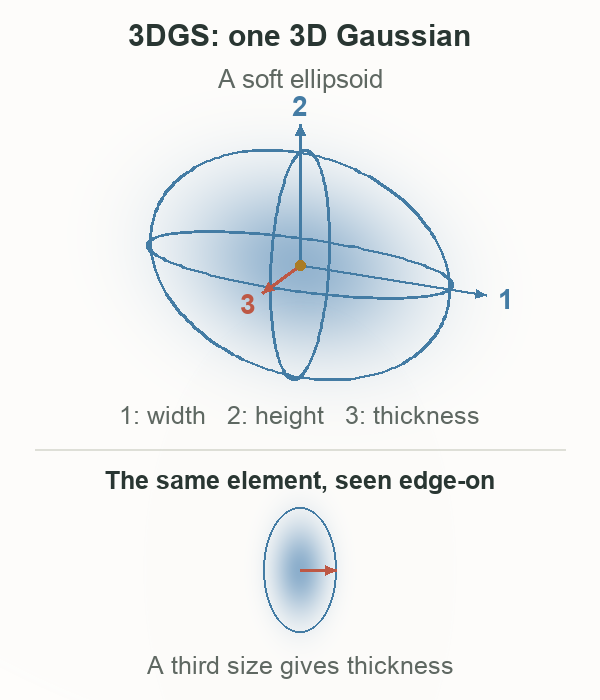 3DGS: one 3D Gaussian
A soft ellipsoid
2
1
3
1: width 2: height 3: thickness
The same element, seen edge-on
A third size gives thickness